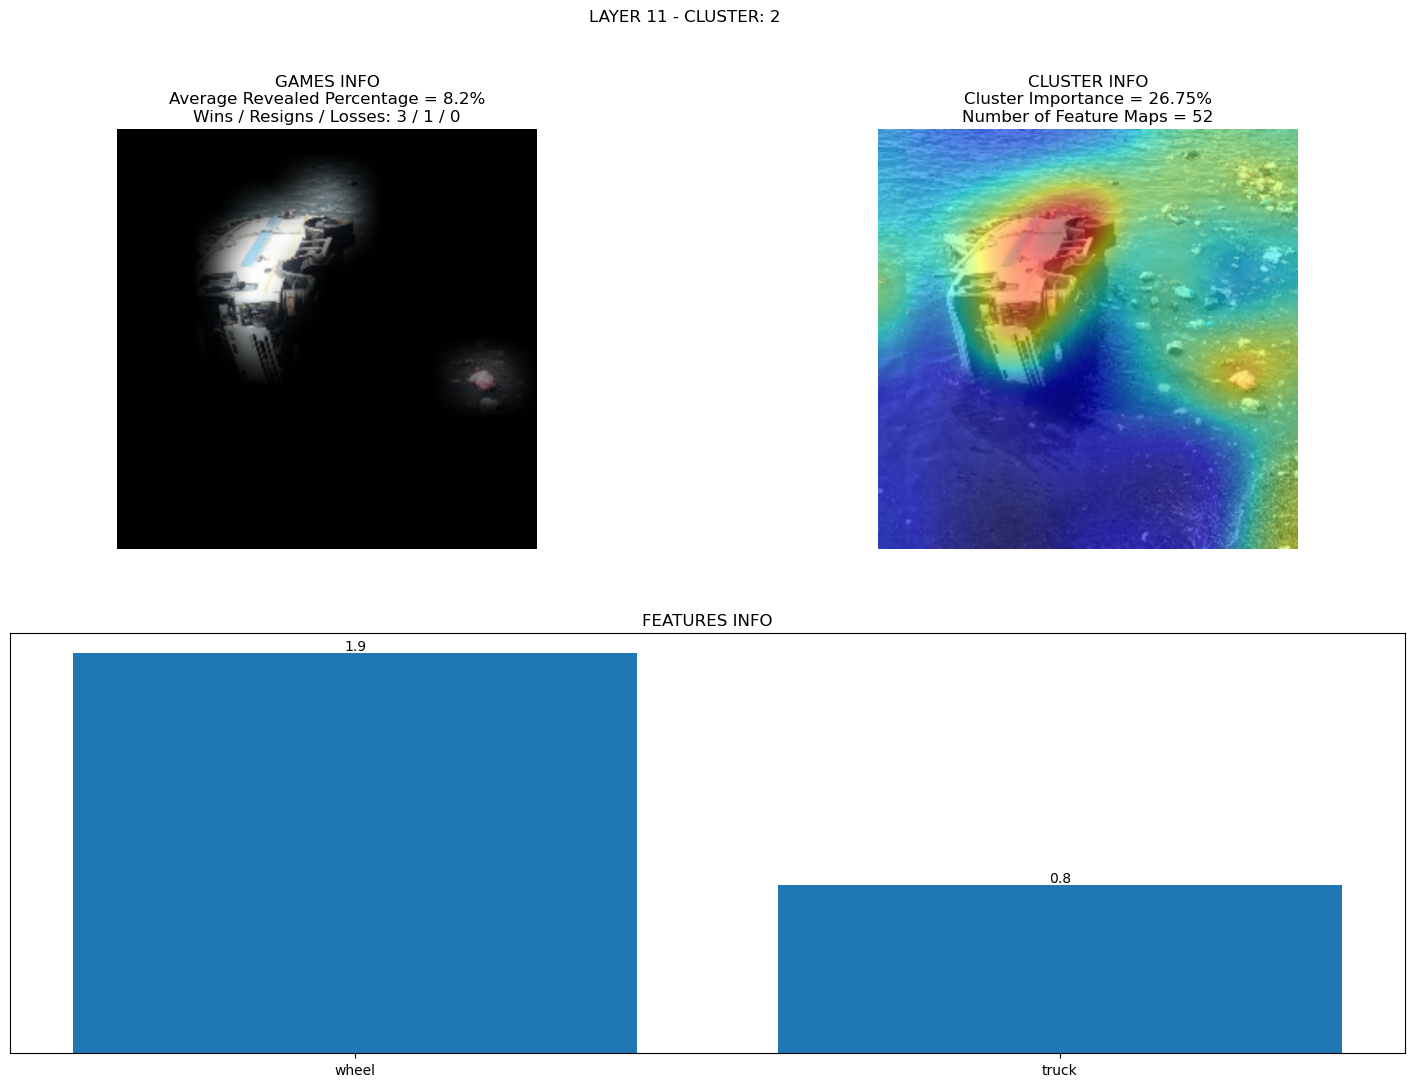 LAYER 11 - CLUSTER: 2
GAMES INFO
Average Revealed Percentage = 8.2%
Wins / Resigns / Losses: 3 / 1 / 0
CLUSTER INFO
Cluster Importance = 26.75%
Number of Feature Maps = 52
FEATURES INFO
1.9
0.8
wheel
truck